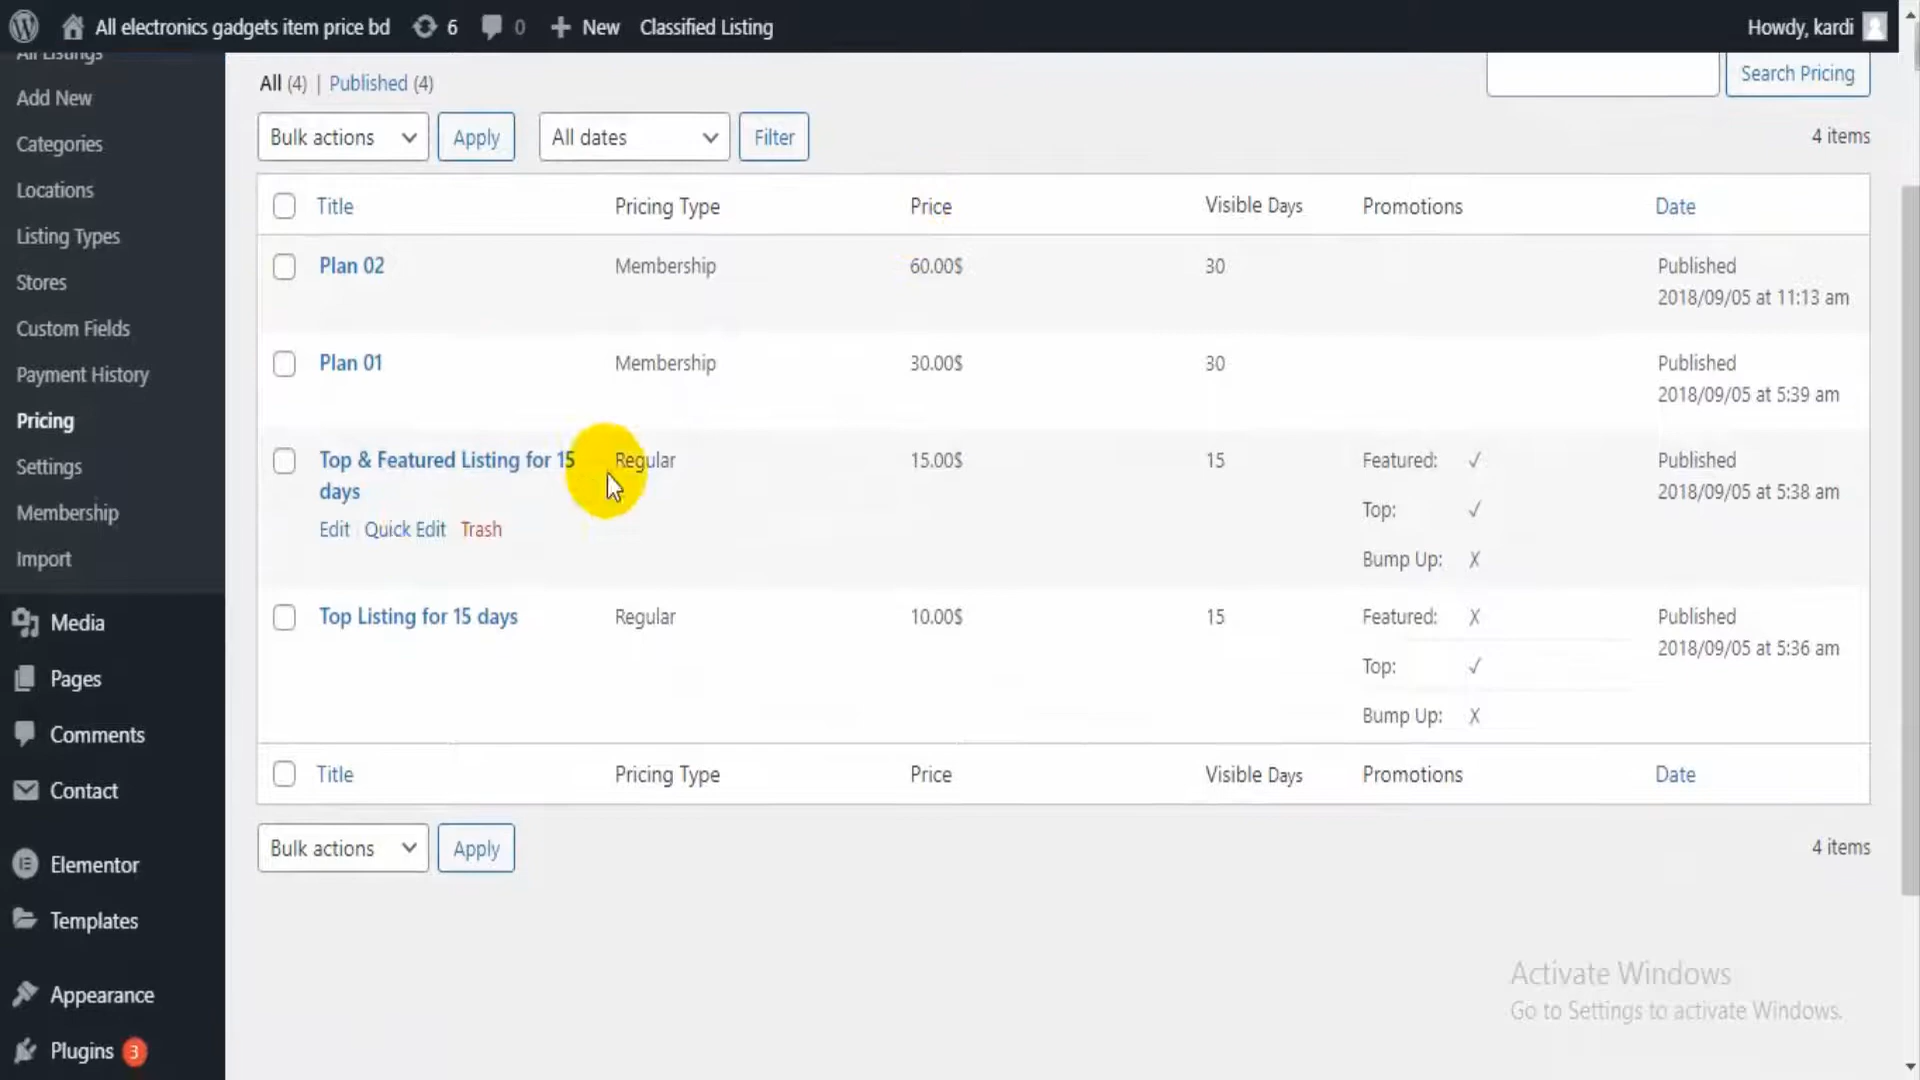 All electronics gadgets item price bd 6 0 New Classified Listing Howdy, kardi
All Listings
Add New
Categories
Locations
Listing Types
Stores
Custom Fields
Payment History
Pricing
Settings
Membership
Import
Media
Pages
Comments
Contact
Elementor
Templates
Appearance
Plugins 3
All (4) | Published (4)
Search Pricing
Bulk actions Apply All dates Filter 4 items
Title Pricing Type Price Visible Days Promotions Date
Plan 02 Membership 60.00$ 30 Published
2018/09/05 at 11:13 am
Plan 01 Membership 30.00$ 30 Published
2018/09/05 at 5:39 am
Top & Featured Listing for 15 Regular 15.00$ 15 Featured: ✓ Published
days 2018/09/05 at 5:38 am
Top: ✓
Edit Quick Edit Trash
Bump Up: X
Top Listing for 15 days Regular 10.00$ 15 Featured: X Published
2018/09/05 at 5:36 am
Top: ✓
Bump Up: X
Title Pricing Type Price Visible Days Promotions Date
Bulk actions Apply 4 items
Activate Windows
Go to Settings to activate Windows.